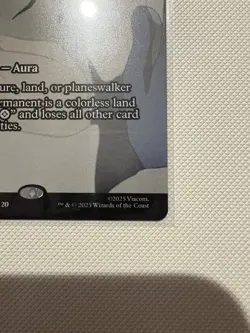 — Aura
ure, land, or planeswalker
rmanent is a colorless land
" and loses all other card
ties.
20
©2025 Viacom.
™ & © 2025 Wizards of the Coast